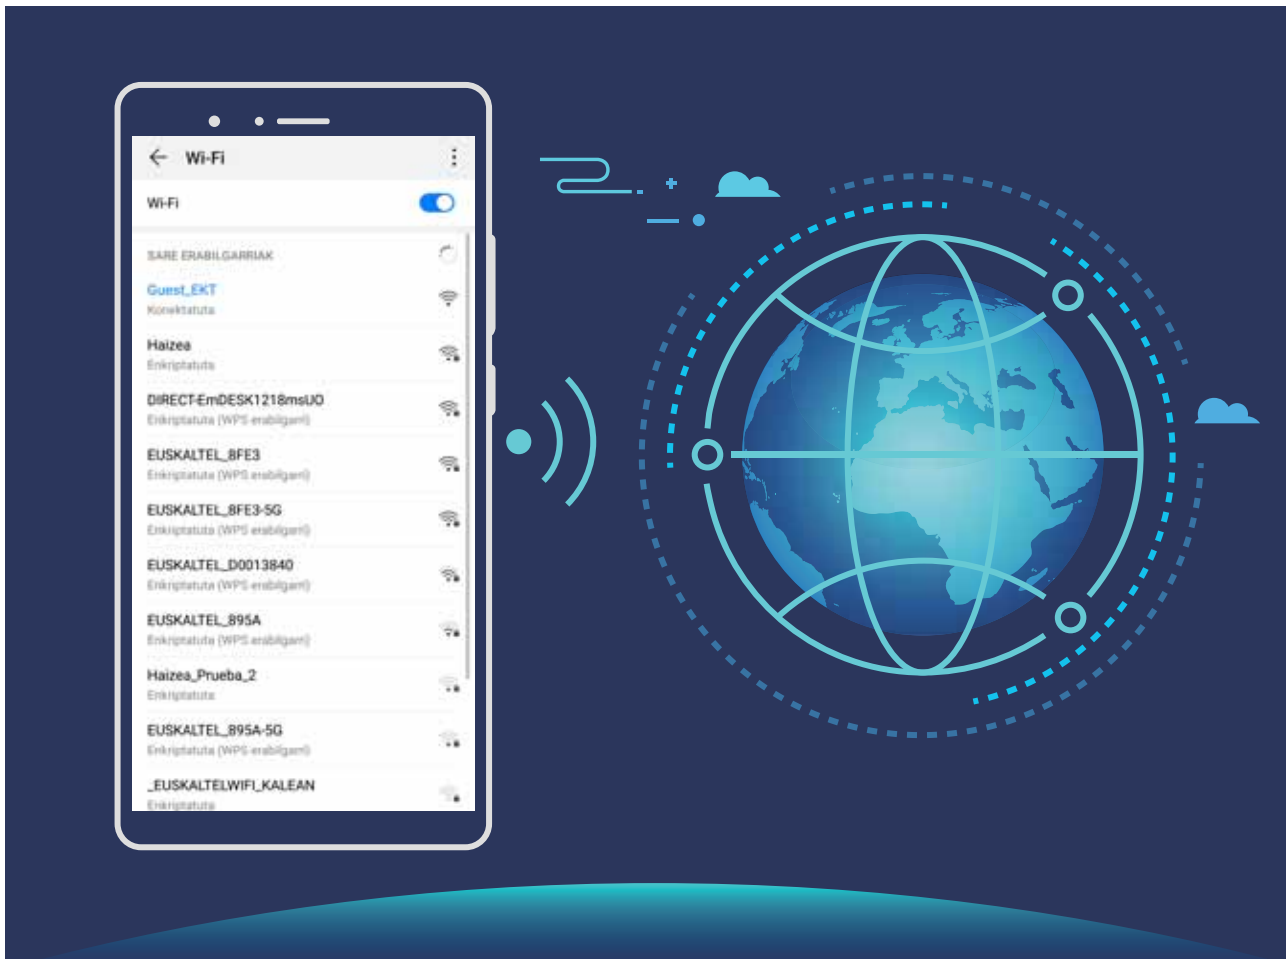 Wi-Fi
Wi-Fi
SARE ERABILGARRIAK
Guest_EKT
Konektatuta
Haizea
Enkriptatuta
DIRECT-EmDESK1218msUO
Enkriptatuta (WPS erabilgarri)
EUSKALTEL_8FE3
Enkriptatuta (WPS erabilgarri)
EUSKALTEL_8FE3-5G
Enkriptatuta (WPS erabilgarri)
EUSKALTEL_D0013840
Enkriptatuta (WPS erabilgarri)
EUSKALTEL_895A
Enkriptatuta (WPS erabilgarri)
Haizea_Prueba_2
Enkriptatuta
EUSKALTEL_895A-5G
Enkriptatuta (WPS erabilgarri)
_EUSKALTELWIFI_KALEAN
Enkriptatuta